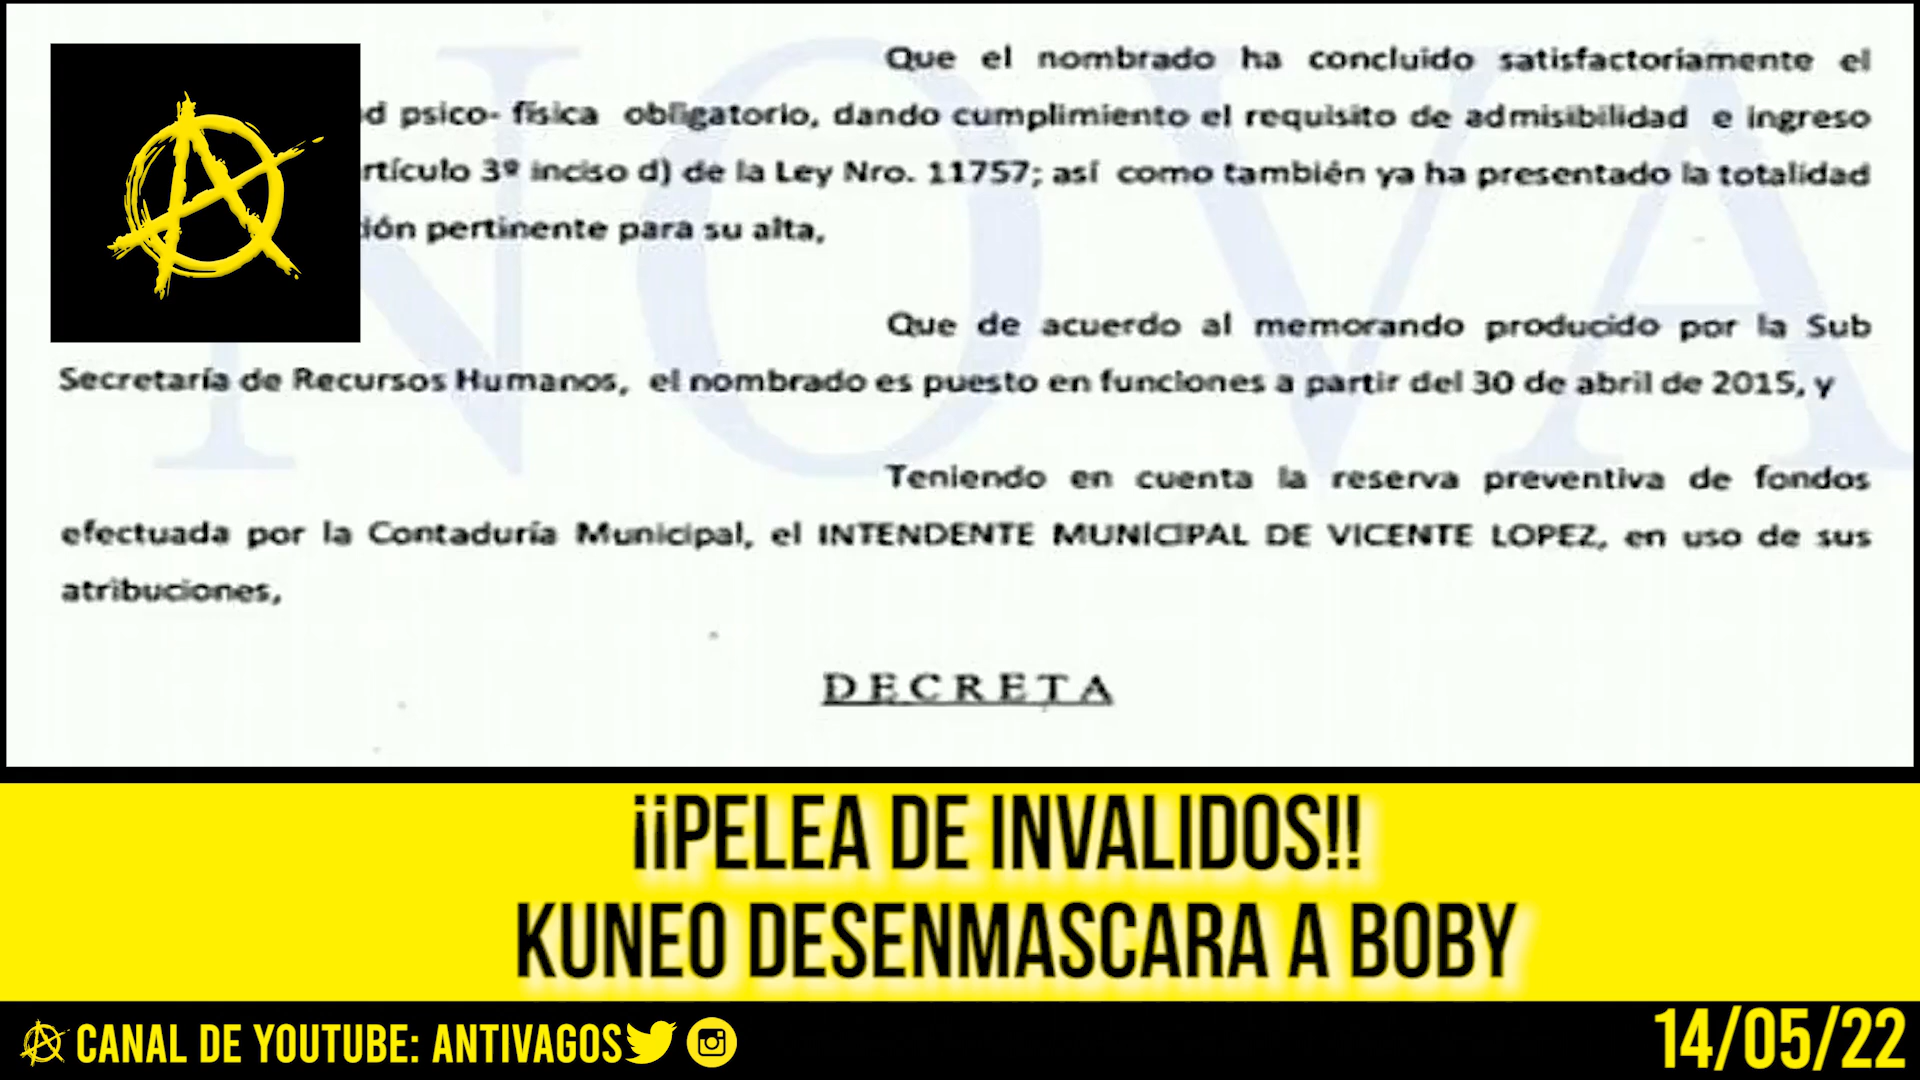 NOVA
Que el nombrado ha concluido satisfactoriamente el
d psico- física obligatorio, dando cumplimiento el requisito de admisibilidad e ingreso
rtículo 3º inciso d) de la Ley Nro. 11757; así como también ya ha presentado la totalidad
ión pertinente para su alta,
Que de acuerdo al memorando producido por la Sub
Secretaría de Recursos Humanos, el nombrado es puesto en funciones a partir del 30 de abril de 2015, y
Teniendo en cuenta la reserva preventiva de fondos
efectuada por la Contaduría Municipal, el INTENDENTE MUNICIPAL DE VICENTE LOPEZ, en uso de sus
atribuciones,
DECRETA
¡¡PELEA DE INVALIDOS!!
KUNEO DESENMASCARA A BOBY
CANAL DE YOUTUBE: ANTIVAGOS
14/05/22